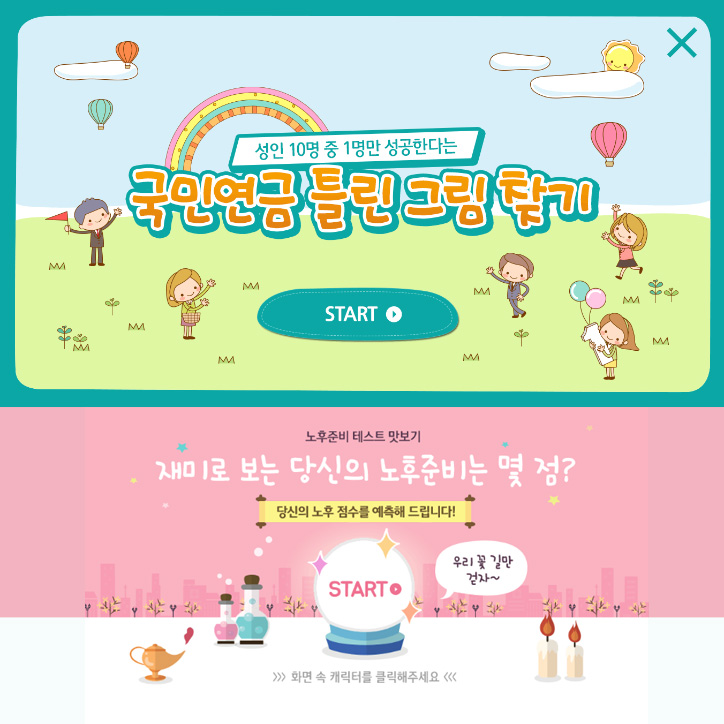 성인 10명 중 1명만 성공한다는
국민연금 틀린 그림 찾기
START
노후준비 테스트 맛보기
재미로 보는 당신의 노후준비는 몇 점?
당신의 노후 점수를 예측해 드립니다!
START
우리 꽃 길만
걷자~
>>> 화면 속 캐릭터를 클릭해주세요 <<<